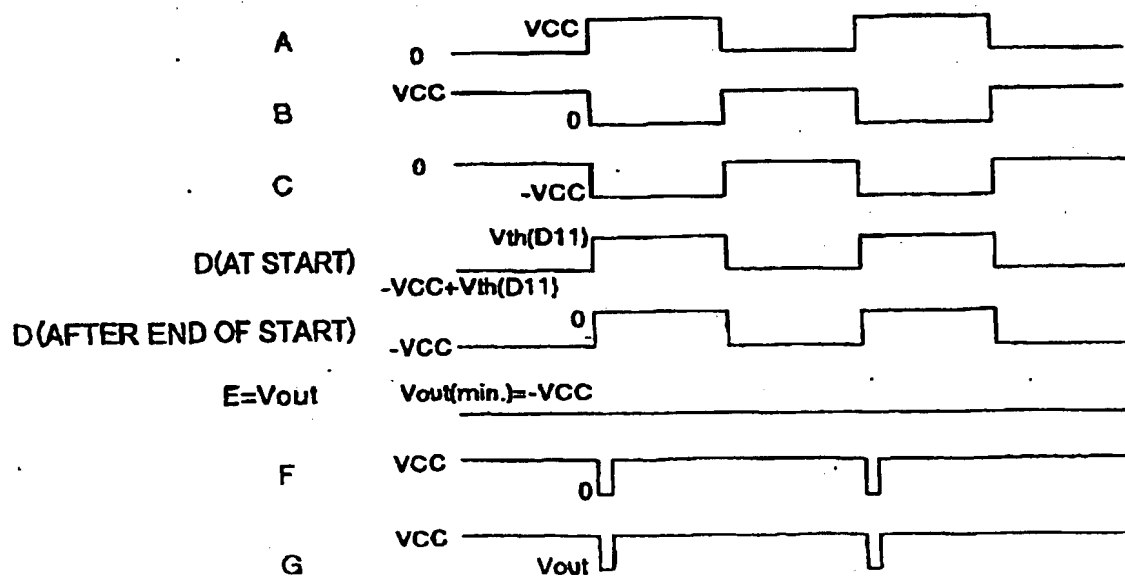 A 0 VCC
B VCC 0
C 0 -VCC
D(AT START) Vth(D11)
-VCC+Vth(D11)
D(AFTER END OF START) 0
-VCC
E=Vout Vout(min.)=-VCC
F VCC 0
G VCC Vout